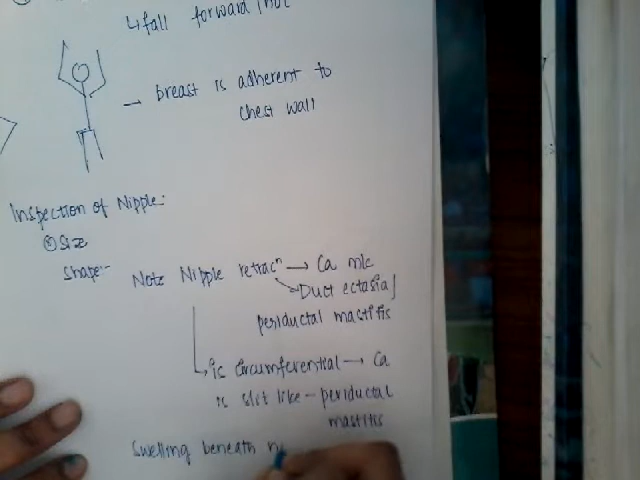 ↳ fall forward / not
→ breast is adherent to
chest wall
Inspection of Nipple:-
Size
Shape:-
Note Nipple retracⁿ → Ca m/c
→ Duct ectasia /
periductal mastitis
↳ is circumferential → Ca
is slit like - periductal
mastitis
Swelling beneath